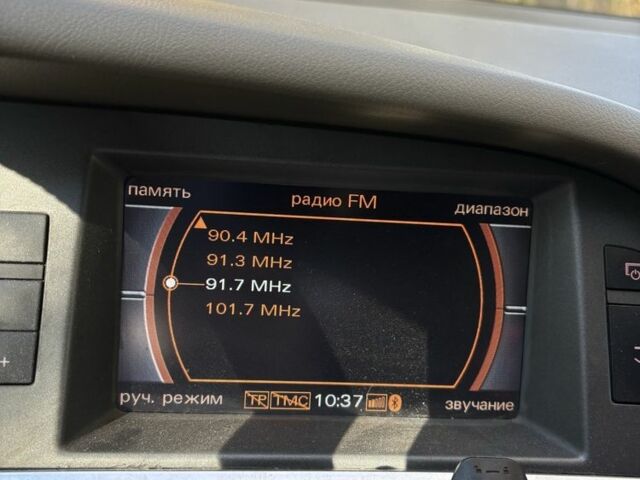 память радио FM диапазон
90.4 MHz
91.3 MHz
91.7 MHz
101.7 MHz
руч. режим TP TMC 10:37 звучание